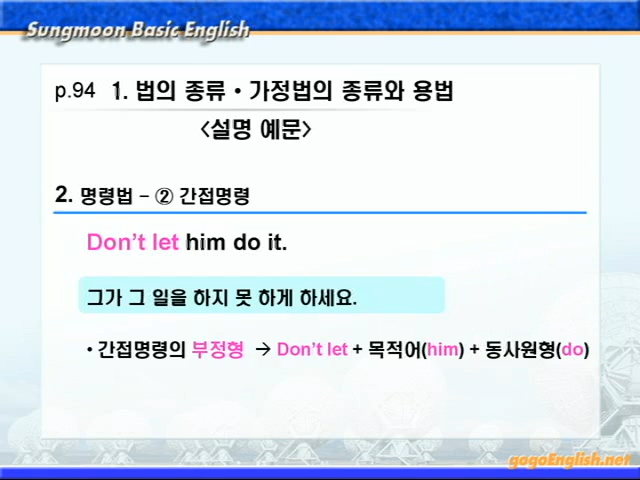 Sungmoon Basic English
p.94 1. 법의 종류 • 가정법의 종류와 용법
<설명 예문>
2. 명령법 - ② 간접명령
Don't let him do it.
그가 그 일을 하지 못 하게 하세요.
• 간접명령의 부정형 → Don't let + 목적어(him) + 동사원형(do)
gogoEnglish.net